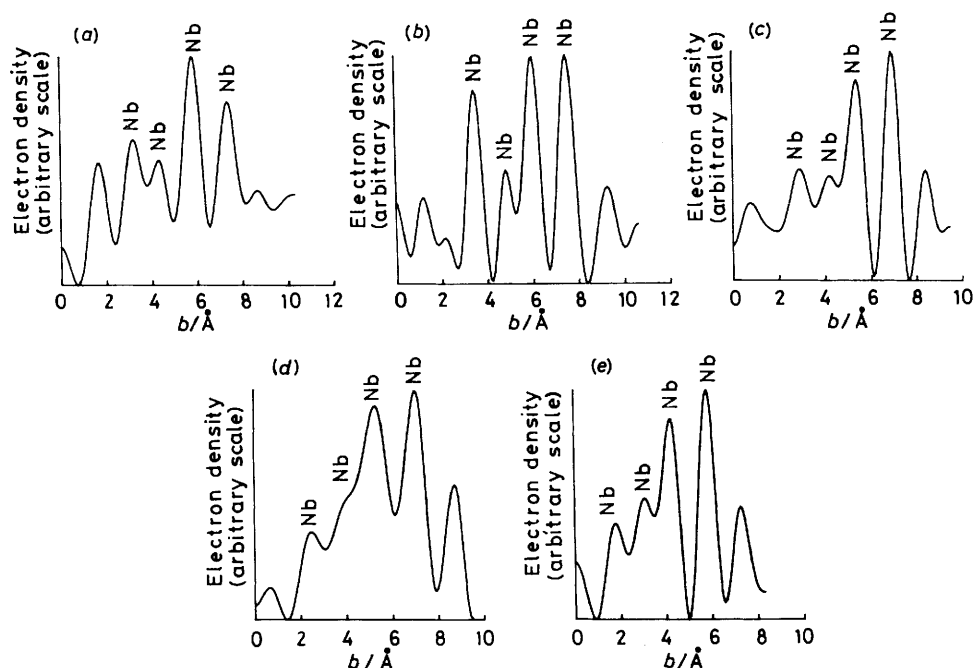 (a)
Electron density
(arbitrary scale)
Nb
Nb
Nb
Nb
0 2 4 6 8 10 12
b/Å
(b)
Electron density
(arbitrary scale)
Nb
Nb
Nb
Nb
0 2 4 6 8 10 12
b/Å
(c)
Electron density
(arbitrary scale)
Nb
Nb
Nb
Nb
0 2 4 6 8 10
b/Å
(d)
Electron density
(arbitrary scale)
Nb
Nb
Nb
Nb
0 2 4 6 8 10
b/Å
(e)
Electron density
(arbitrary scale)
Nb
Nb
Nb
Nb
0 2 4 6 8 10
b/Å